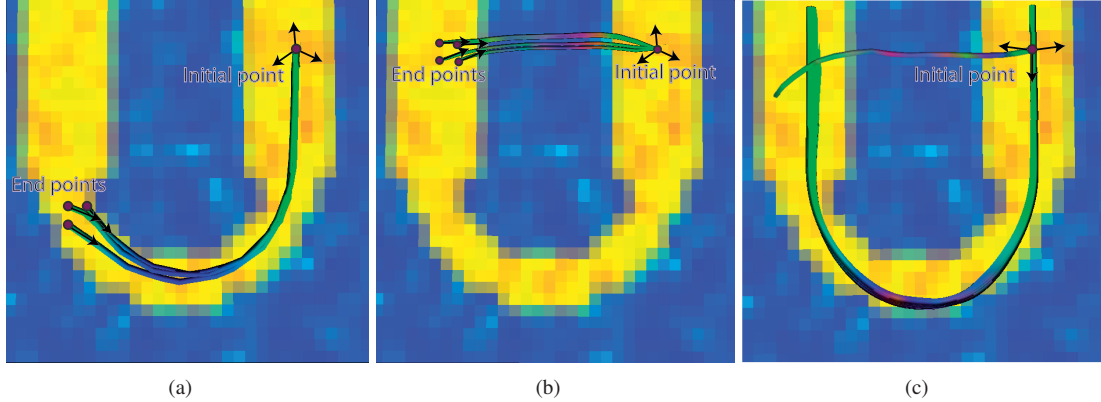 Initial point
End points
End points
Initial point
Initial point
(a)
(b)
(c)